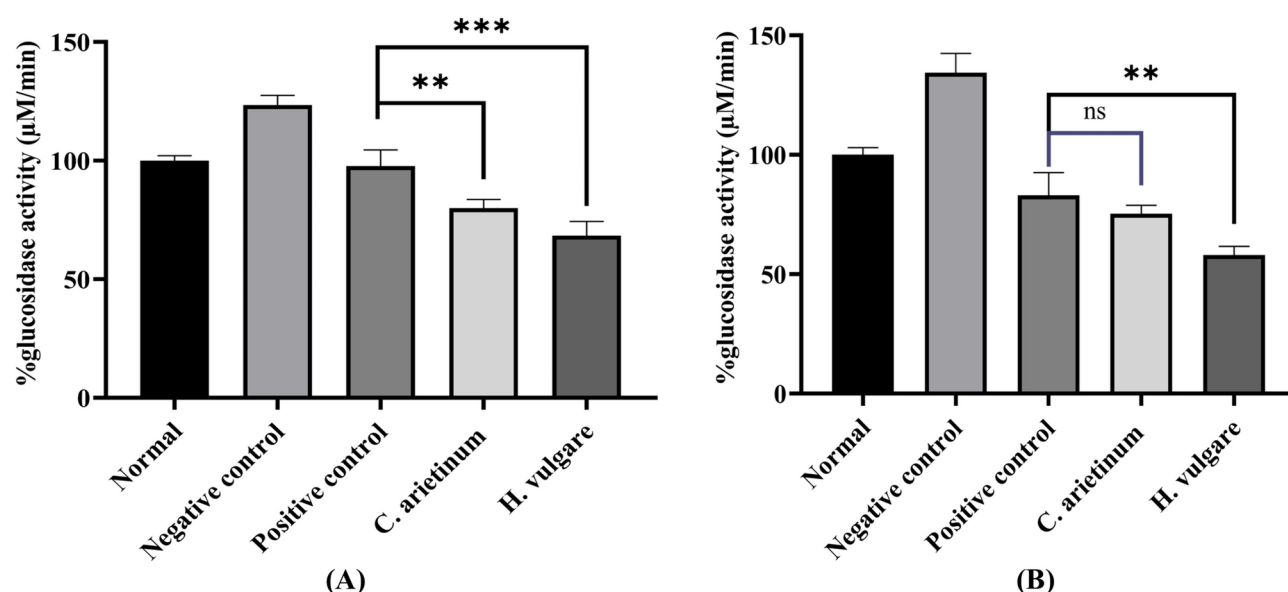 %glucosidase activity (µM/min)
150
100
50
0
***
**
Normal
Negative control
Positive control
C. arietinum
H. vulgare
(A)
%glucosidase activity (µM/min)
150
100
50
0
**
ns
Normal
Negative control
Positive control
C. arietinum
H. vulgare
(B)